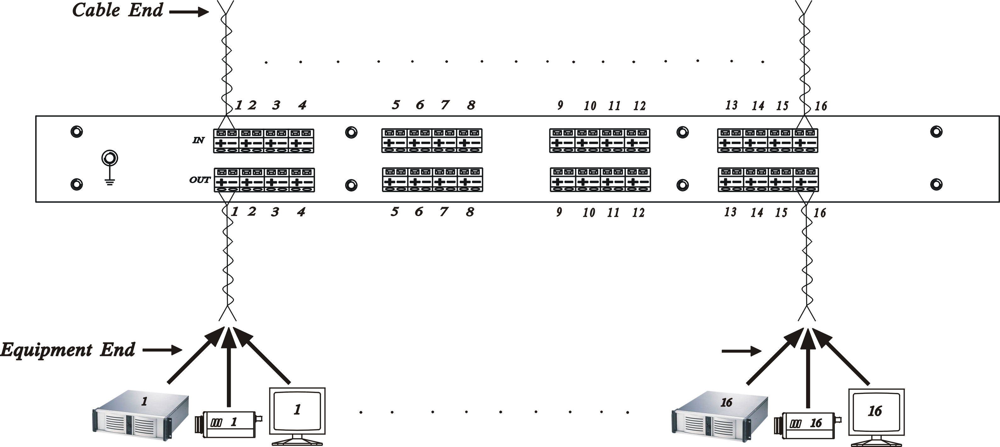 Cable End
1 2 3 4 5 6 7 8 9 10 11 12 13 14 15 16
IN
+ − + − + − + − + − + − + − + − + − + − + − + − + − + − + − + −
OUT
+ − + − + − + − + − + − + − + − + − + − + − + − + − + − + − + −
1 2 3 4 5 6 7 8 9 10 11 12 13 14 15 16
Equipment End
1 1 1 16 16 16